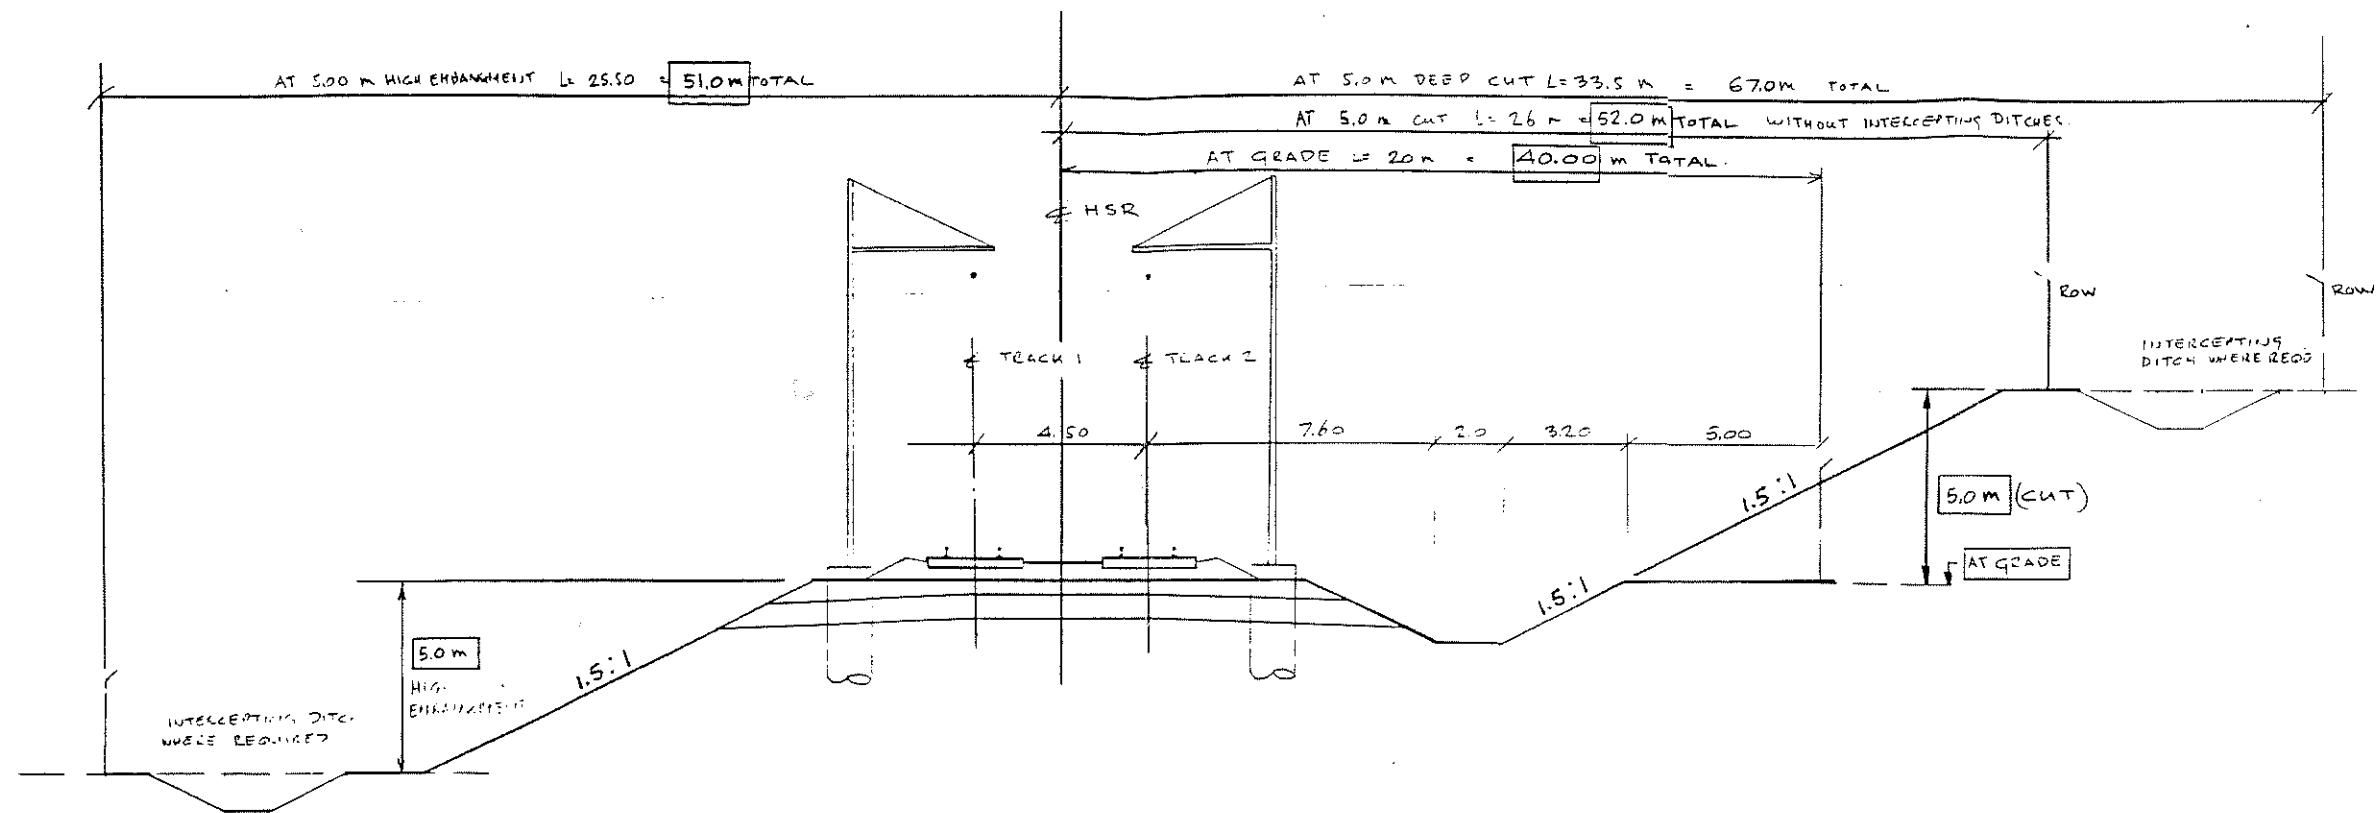 AT 5.00 m HIGH EMBANKMENT L= 25.50 = 51.0 m TOTAL
AT 5.0 m DEEP CUT L=33.5 m = 67.0m TOTAL
AT 5.0 m CUT L= 26 m = 52.0 m TOTAL WITHOUT INTERCEPTING DITCHES.
AT GRADE L= 20 m = 40.00 m TOTAL.
℄ HSR
ROW
ROW
℄ TRACK 1
℄ TRACK 2
INTERCEPTING
DITCH WHERE REQD
4.50
7.60
2.0
3.20
5.00
1.5:1
5.0 m (CUT)
AT GRADE
1.5:1
5.0 m
HIGH
EMBANKMENT
1.5:1
INTERCEPTING DITCH
WHERE REQUIRED